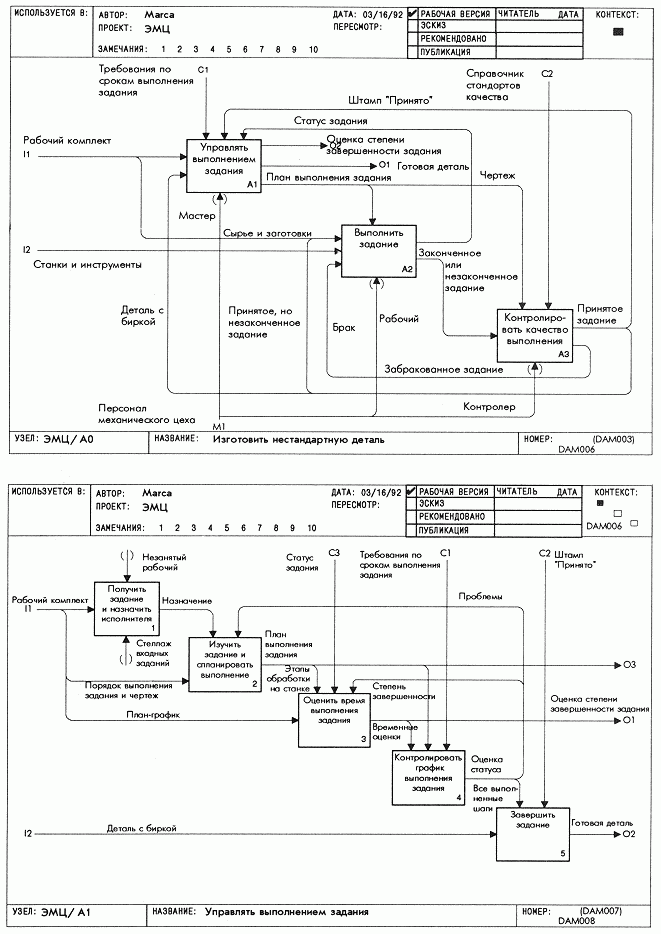 ИСПОЛЬЗУЕТСЯ В:
АВТОР: Marca
ПРОЕКТ: ЭМЦ
ЗАМЕЧАНИЯ: 1 2 3 4 5 6 7 8 9 10
ДАТА: 03/16/92
ПЕРЕСМОТР:
РАБОЧАЯ ВЕРСИЯ
ЭСКИЗ
РЕКОМЕНДОВАНО
ПУБЛИКАЦИЯ
ЧИТАТЕЛЬ ДАТА
КОНТЕКСТ:
Требования по
срокам выполнения
задания
C1
Справочник
стандартов
качества
C2
Штамп "Принято"
Статус задания
Рабочий комплект
I1
Управлять
выполнением
задания
A1
O2
Оценка степени
завершенности задания
O1 Готовая деталь
План выполнения задания
Чертеж
Мастер
Сырье и заготовки
Выполнить
задание
A2
I2
Станки и инструменты
Законченное
или
незаконченное
задание
Деталь с
биркой
Принятое, но
незаконченное
задание
Брак
Рабочий
Контролиро-
вать качество
выполнения
A3
Принятое
задание
Забракованное задание
Контролер
Персонал
механического цеха
M1
УЗЕЛ: ЭМЦ/A0
НАЗВАНИЕ: Изготовить нестандартную деталь
НОМЕР: (DAM003)
DAM006
ИСПОЛЬЗУЕТСЯ В:
АВТОР: Marca
ПРОЕКТ: ЭМЦ
ЗАМЕЧАНИЯ: 1 2 3 4 5 6 7 8 9 10
ДАТА: 03/16/92
ПЕРЕСМОТР:
РАБОЧАЯ ВЕРСИЯ
ЭСКИЗ
РЕКОМЕНДОВАНО
ПУБЛИКАЦИЯ
ЧИТАТЕЛЬ ДАТА
КОНТЕКСТ:
DAM006
Незанятый
рабочий
Статус
задания
C3
Требования по
срокам выполнения
задания
C1
C2
Штамп
"Принято"
Рабочий комплект
I1
Получить
задание
и назначить
исполнителя
1
Назначение
Проблемы
Стеллаж
входных
заданий
Изучить
задание и
спланировать
выполнение
2
План
выполнения
задания
O3
Порядок выполнения
задания и чертеж
Этапы
обработки
на станке
Степень
завершенности
План-график
Оценить время
выполнения
задания
3
Оценка степени
завершенности задания
O1
Временные
оценки
Контролировать
график
выполнения
задания
4
Оценка
статуса
Все выпол-
ненные
шаги
I2
Деталь с биркой
Завершить
задание
5
Готовая деталь
O2
УЗЕЛ: ЭМЦ/A1
НАЗВАНИЕ: Управлять выполнением задания
НОМЕР: (DAM007)
DAM008